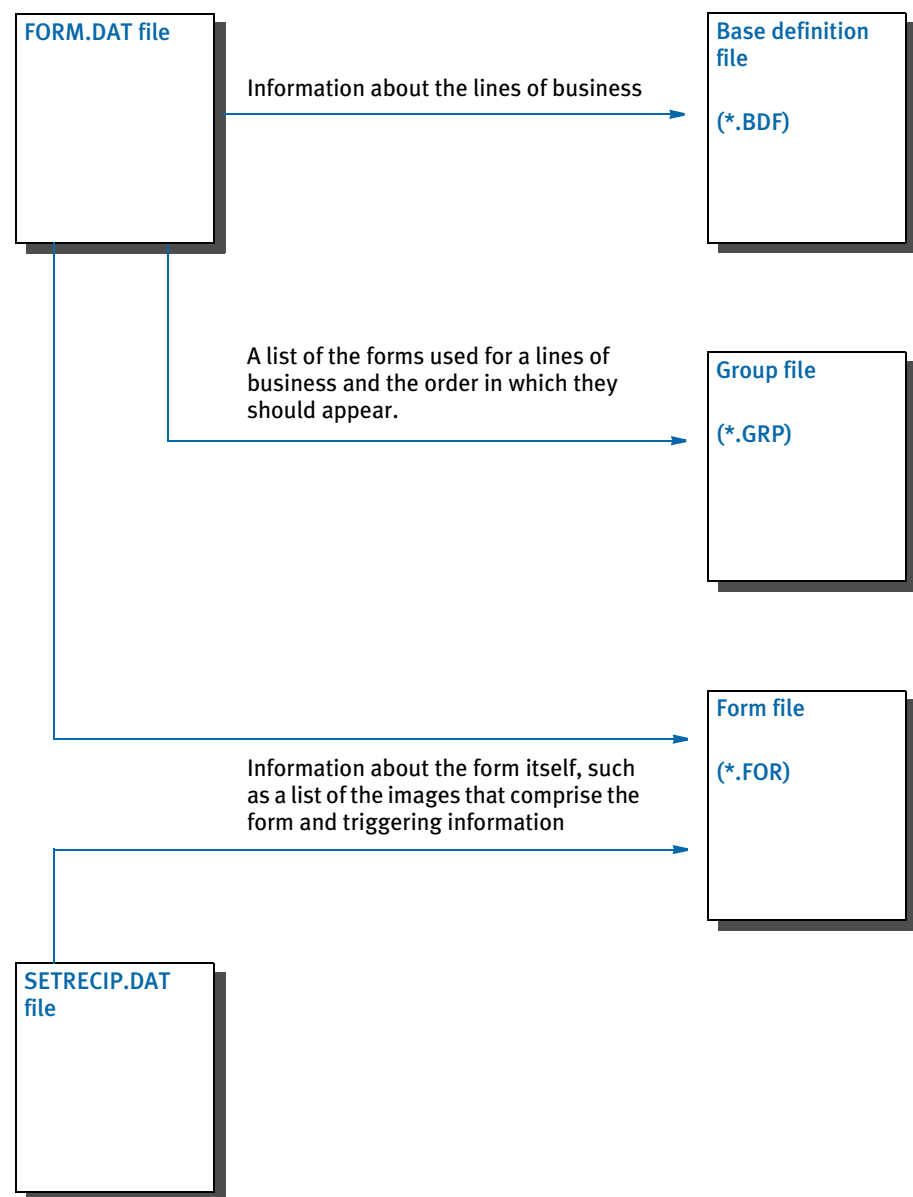 FORM.DAT file
Base definition
file
(*.BDF)
Information about the lines of business
A list of the forms used for a lines of
business and the order in which they
should appear.
Group file
(*.GRP)
Form file
(*.FOR)
Information about the form itself, such
as a list of the images that comprise the
form and triggering information
SETRECIP.DAT
file